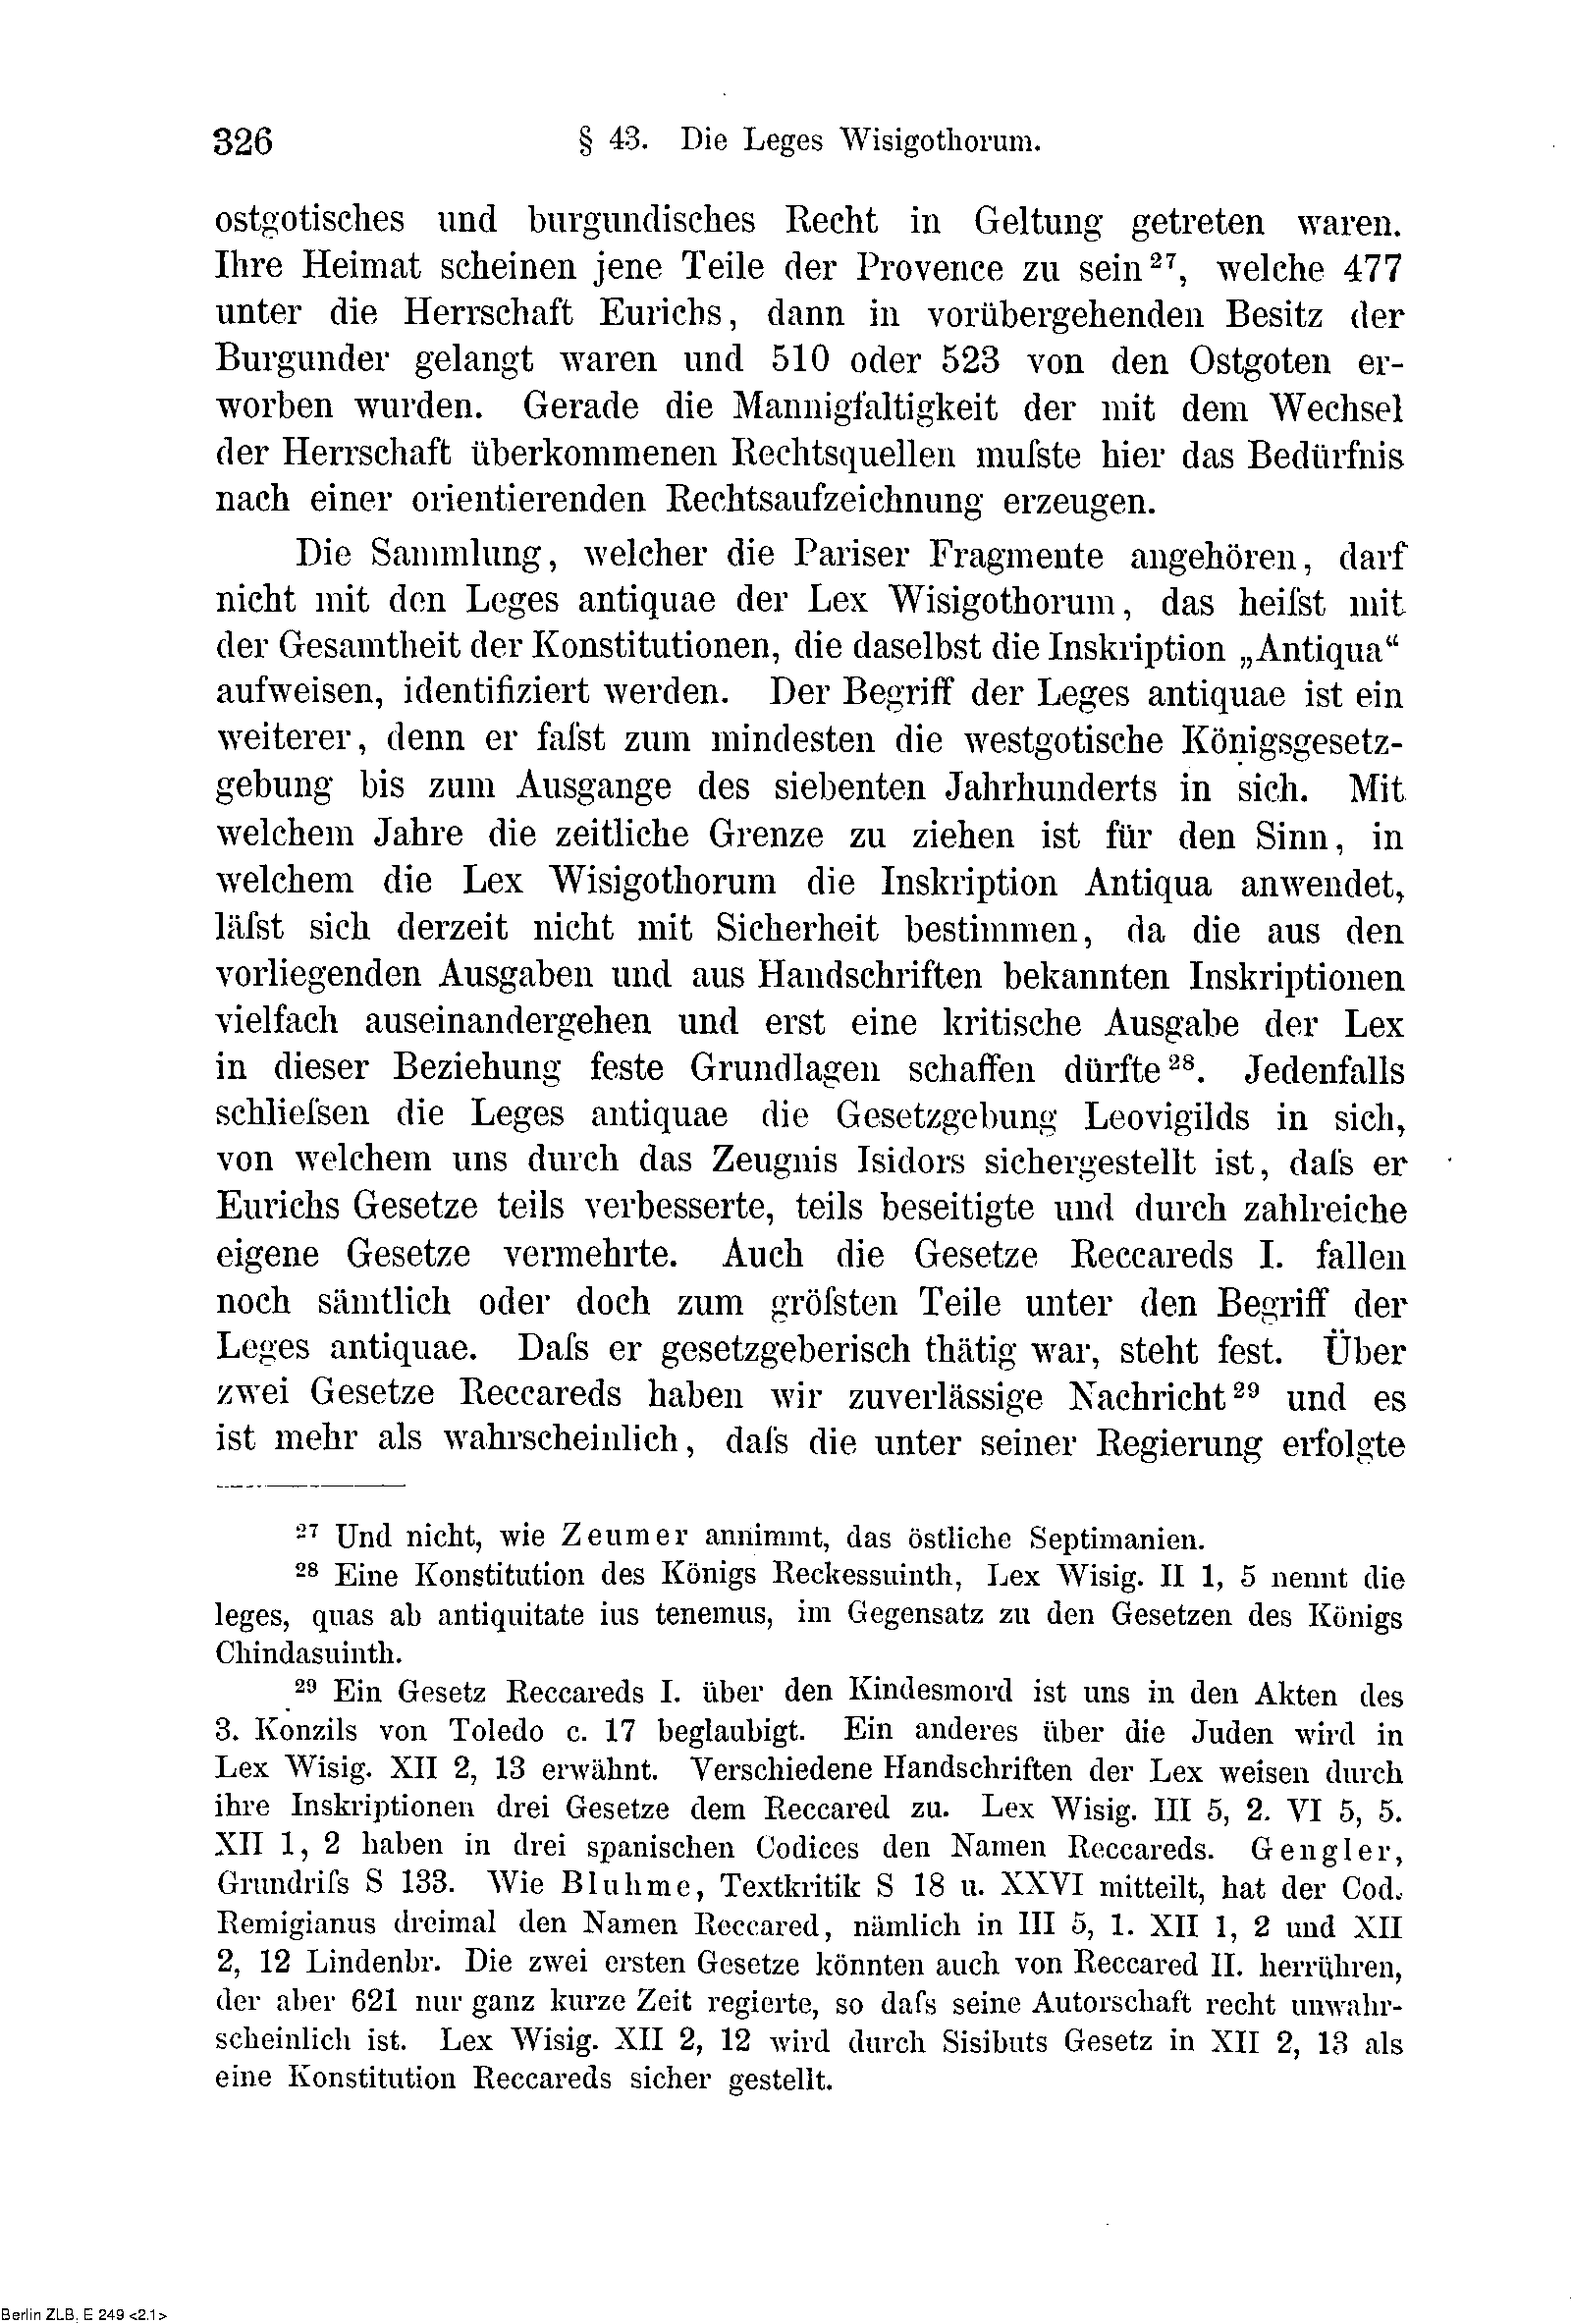 326
§ 43. Die Leges Wisigothorum.
ostgotisches und burgundisches Recht in Geltung getreten waren.
Ihre Heimat scheinen jene Teile der Provence zu sein²⁷, welche 477
unter die Herrschaft Eurichs, dann in vorübergehenden Besitz der
Burgunder gelangt waren und 510 oder 523 von den Ostgoten er-
worben wurden. Gerade die Mannigfaltigkeit der mit dem Wechsel
der Herrschaft überkommenen Rechtsquellen muſste hier das Bedürfnis
nach einer orientierenden Rechtsaufzeichnung erzeugen.
Die Sammlung, welcher die Pariser Fragmente angehören, darf
nicht mit den Leges antiquae der Lex Wisigothorum, das heiſst mit
der Gesamtheit der Konstitutionen, die daselbst die Inskription „Antiqua“
aufweisen, identifiziert werden. Der Begriff der Leges antiquae ist ein
weiterer, denn er faſst zum mindesten die westgotische Königsgesetz-
gebung bis zum Ausgange des siebenten Jahrhunderts in sich. Mit
welchem Jahre die zeitliche Grenze zu ziehen ist für den Sinn, in
welchem die Lex Wisigothorum die Inskription Antiqua anwendet,
läſst sich derzeit nicht mit Sicherheit bestimmen, da die aus den
vorliegenden Ausgaben und aus Handschriften bekannten Inskriptionen
vielfach auseinandergehen und erst eine kritische Ausgabe der Lex
in dieser Beziehung feste Grundlagen schaffen dürfte²⁸. Jedenfalls
schlieſsen die Leges antiquae die Gesetzgebung Leovigilds in sich,
von welchem uns durch das Zeugnis Isidors sichergestellt ist, daſs er
Eurichs Gesetze teils verbesserte, teils beseitigte und durch zahlreiche
eigene Gesetze vermehrte. Auch die Gesetze Reccareds I. fallen
noch sämtlich oder doch zum gröſsten Teile unter den Begriff der
Leges antiquae. Daſs er gesetzgeberisch thätig war, steht fest. Über
zwei Gesetze Reccareds haben wir zuverlässige Nachricht²⁹ und es
ist mehr als wahrscheinlich, daſs die unter seiner Regierung erfolgte
²⁷ Und nicht, wie Zeumer annimmt, das östliche Septimanien.
²⁸ Eine Konstitution des Königs Reckessuinth, Lex Wisig. II 1, 5 nennt die
leges, quas ab antiquitate ius tenemus, im Gegensatz zu den Gesetzen des Königs
Chindasuinth.
²⁹ Ein Gesetz Reccareds I. über den Kindesmord ist uns in den Akten des
3. Konzils von Toledo c. 17 beglaubigt. Ein anderes über die Juden wird in
Lex Wisig. XII 2, 13 erwähnt. Verschiedene Handschriften der Lex weisen durch
ihre Inskriptionen drei Gesetze dem Reccared zu. Lex Wisig. III 5, 2. VI 5, 5.
XII 1, 2 haben in drei spanischen Codices den Namen Reccareds. Gengler,
Grundriſs S 133. Wie Bluhme, Textkritik S 18 u. XXVI mitteilt, hat der Cod.
Remigianus dreimal den Namen Reccared, nämlich in III 5, 1. XII 1, 2 und XII
2, 12 Lindenbr. Die zwei ersten Gesetze könnten auch von Reccared II. herrühren,
der aber 621 nur ganz kurze Zeit regierte, so daſs seine Autorschaft recht unwahr-
scheinlich ist. Lex Wisig. XII 2, 12 wird durch Sisibuts Gesetz in XII 2, 13 als
eine Konstitution Reccareds sicher gestellt.
Berlin ZLB, E 249 <2,1>